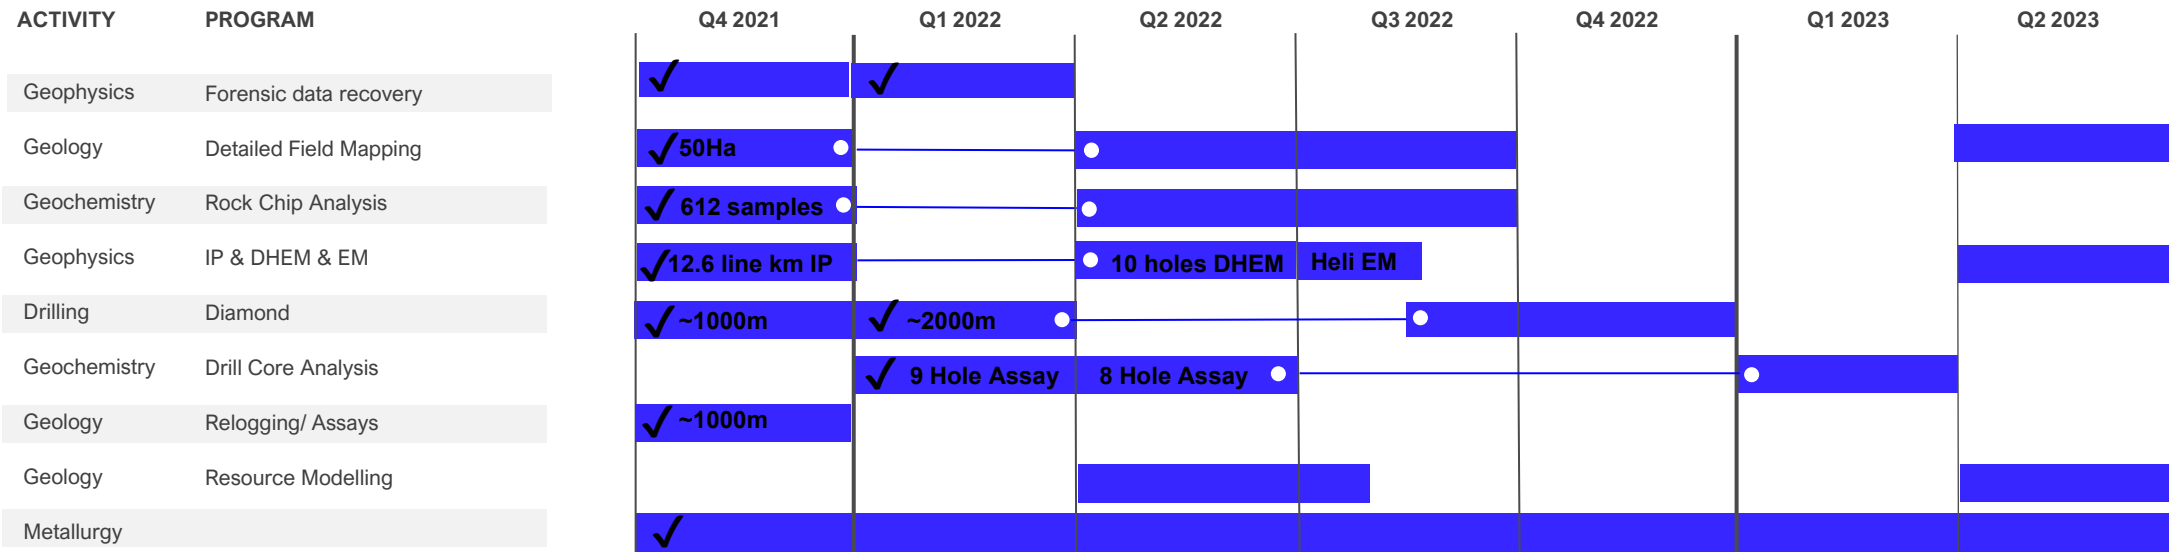 ACTIVITY PROGRAM Q4 2021 Q1 2022 Q2 2022 Q3 2022 Q4 2022 Q1 2023 Q2 2023
Geophysics Forensic data recovery
Geology Detailed Field Mapping 50Ha
Geochemistry Rock Chip Analysis 612 samples
Geophysics IP & DHEM & EM 12.6 line km IP 10 holes DHEM Heli EM
Drilling Diamond ~1000m ~2000m
Geochemistry Drill Core Analysis 9 Hole Assay 8 Hole Assay
Geology Relogging/ Assays ~1000m
Geology Resource Modelling
Metallurgy